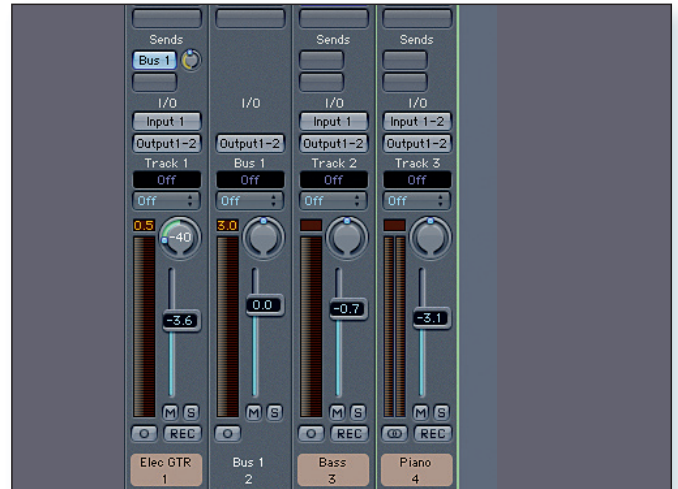 Sends Sends Sends
Bus 1
I/O I/O I/O I/O
Input 1 Input 1 Input 1-2
Output1-2 Output1-2 Output1-2 Output1-2
Track 1 Bus 1 Track 2 Track 3
Off Off Off Off
Off Off Off Off
0.5 -40 3.0
-3.6 0.0 -0.7 -3.1
M S M S M S M S
REC REC REC
Elec GTR Bus 1 Bass Piano
1 2 3 4